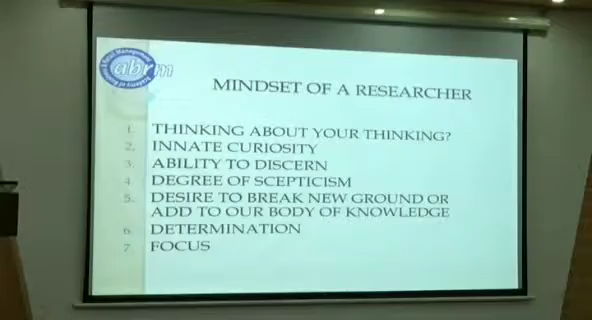 abrm
MINDSET OF A RESEARCHER
1. THINKING ABOUT YOUR THINKING?
2. INNATE CURIOSITY
3. ABILITY TO DISCERN
4. DEGREE OF SCEPTICISM
5. DESIRE TO BREAK NEW GROUND OR
ADD TO OUR BODY OF KNOWLEDGE
6. DETERMINATION
7. FOCUS